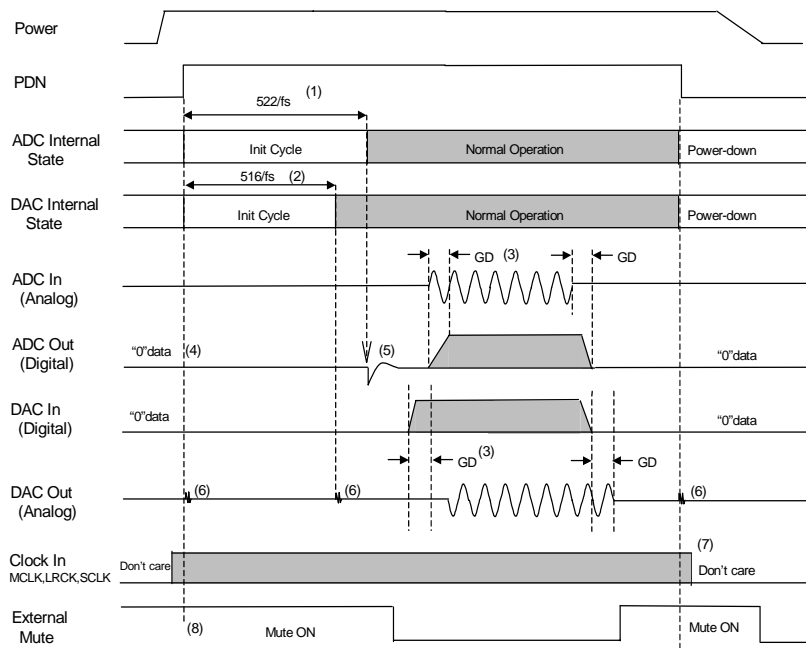 Power
PDN
522/fs (1)
ADC Internal
State
Init Cycle
Normal Operation
Power-down
516/fs (2)
DAC Internal
State
Init Cycle
Normal Operation
Power-down
ADC In
(Analog)
GD (3)
GD
ADC Out
(Digital)
“0”data
(4)
(5)
“0”data
DAC In
(Digital)
“0”data
“0”data
GD (3)
GD
DAC Out
(Analog)
(6)
(6)
(6)
Clock In
MCLK,LRCK,SCLK
Don’t care
(7)
Don’t care
External
Mute
(8)
Mute ON
Mute ON